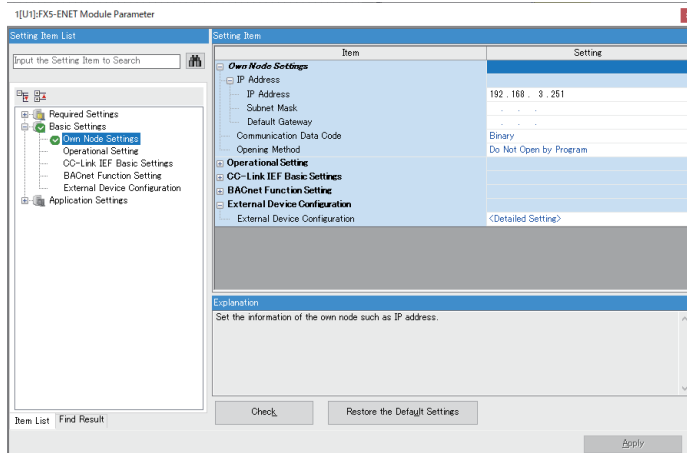 1[U1]:FX5-ENET Module Parameter
Setting Item List
Input the Setting Item to Search
Required Settings
Basic Settings
Own Node Settings
Operational Setting
CC-Link IEF Basic Settings
BACnet Function Setting
External Device Configuration
Application Settings
Item List
Find Result
Setting Item
Item Setting
Own Node Settings
IP Address
IP Address 192 . 168 . 3 . 251
Subnet Mask . . .
Default Gateway . . .
Communication Data Code Binary
Opening Method Do Not Open by Program
Operational Setting
CC-Link IEF Basic Settings
BACnet Function Setting
External Device Configuration
External Device Configuration <Detailed Setting>
Explanation
Set the information of the own node such as IP address.
Check
Restore the Default Settings
Apply